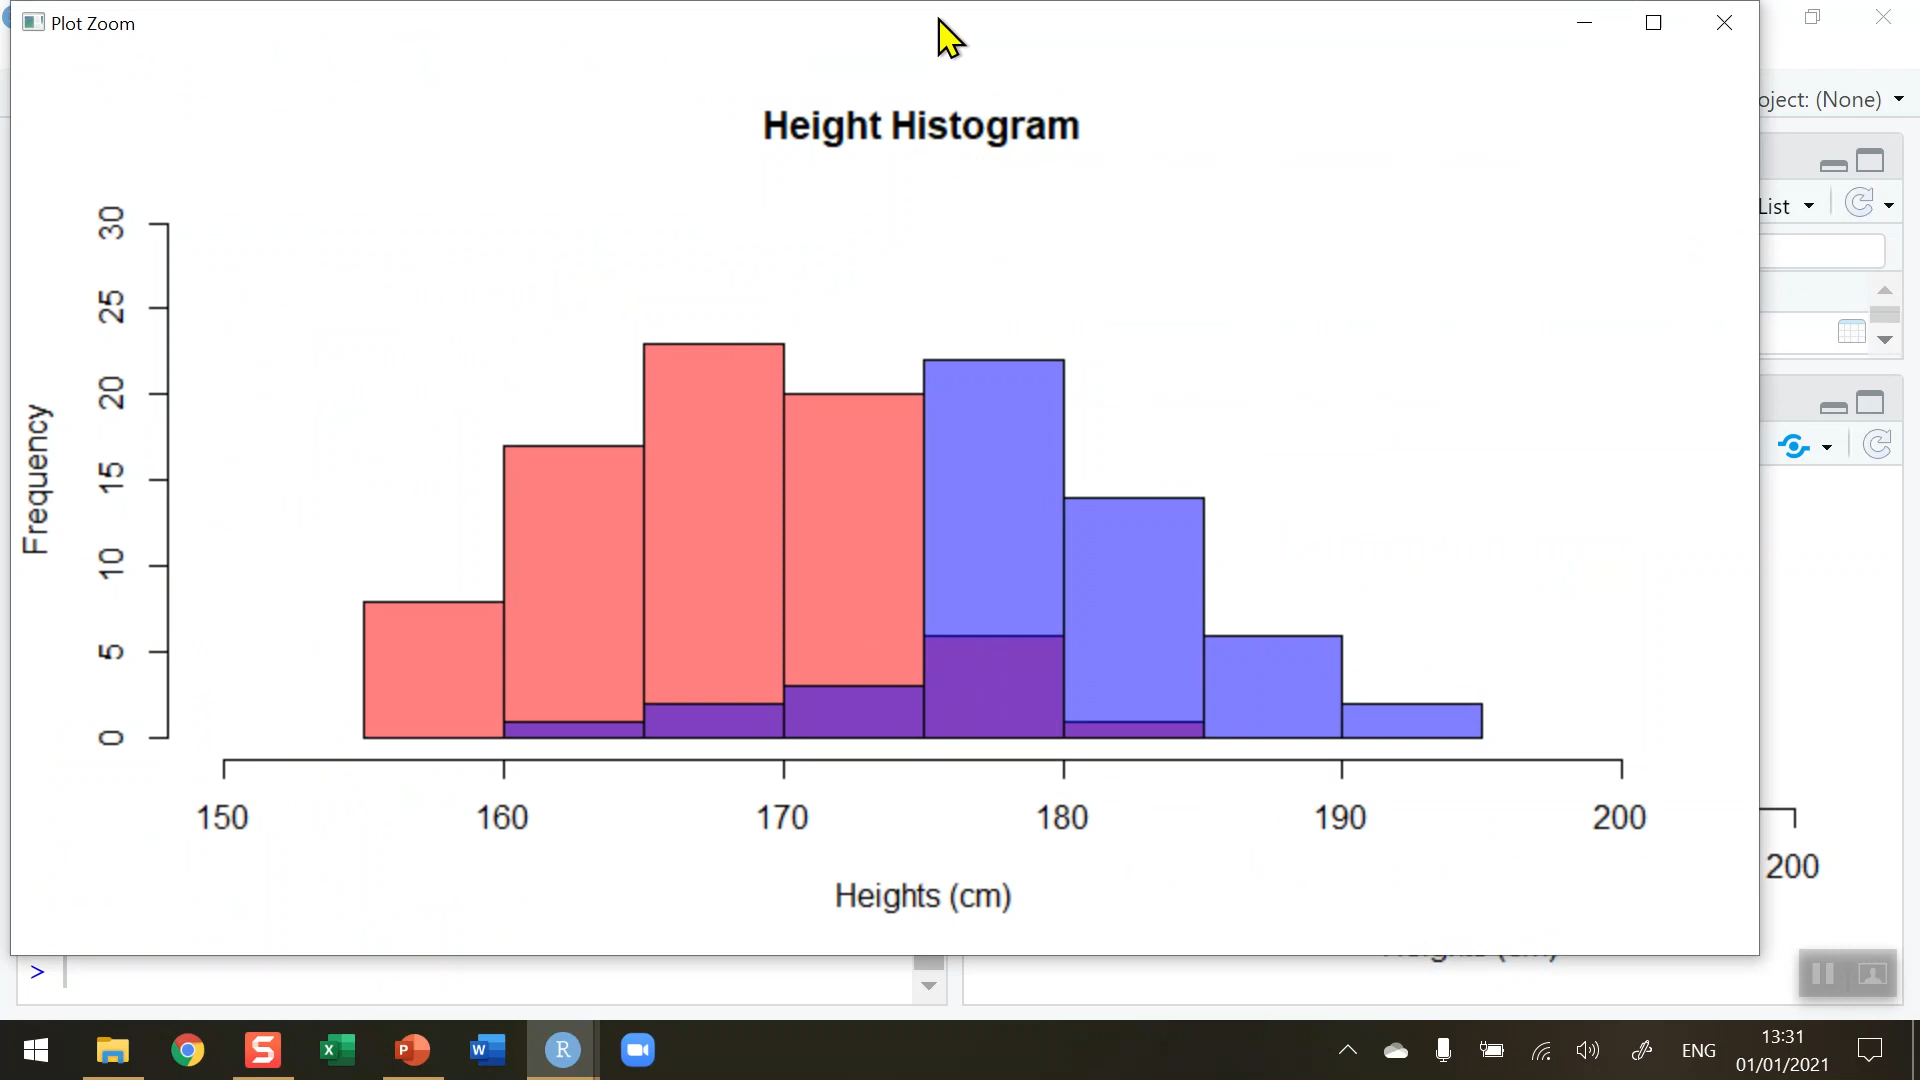 Plot Zoom
oject: (None)
Height Histogram
List
30
25
20
15
10
5
0
Frequency
150 160 170 180 190 200
200
Heights (cm)
>
S
X
P
W
R
ENG
13:31
01/01/2021